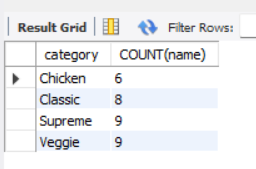 Result Grid Filter Rows:
category COUNT(name)
Chicken 6
Classic 8
Supreme 9
Veggie 9